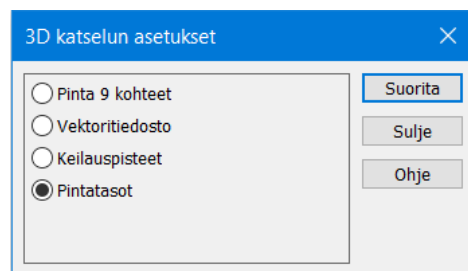 3D katselun asetukset
Pinta 9 kohteet
Vektoritiedosto
Keilauspisteet
Pintatasot
Suorita
Sulje
Ohje